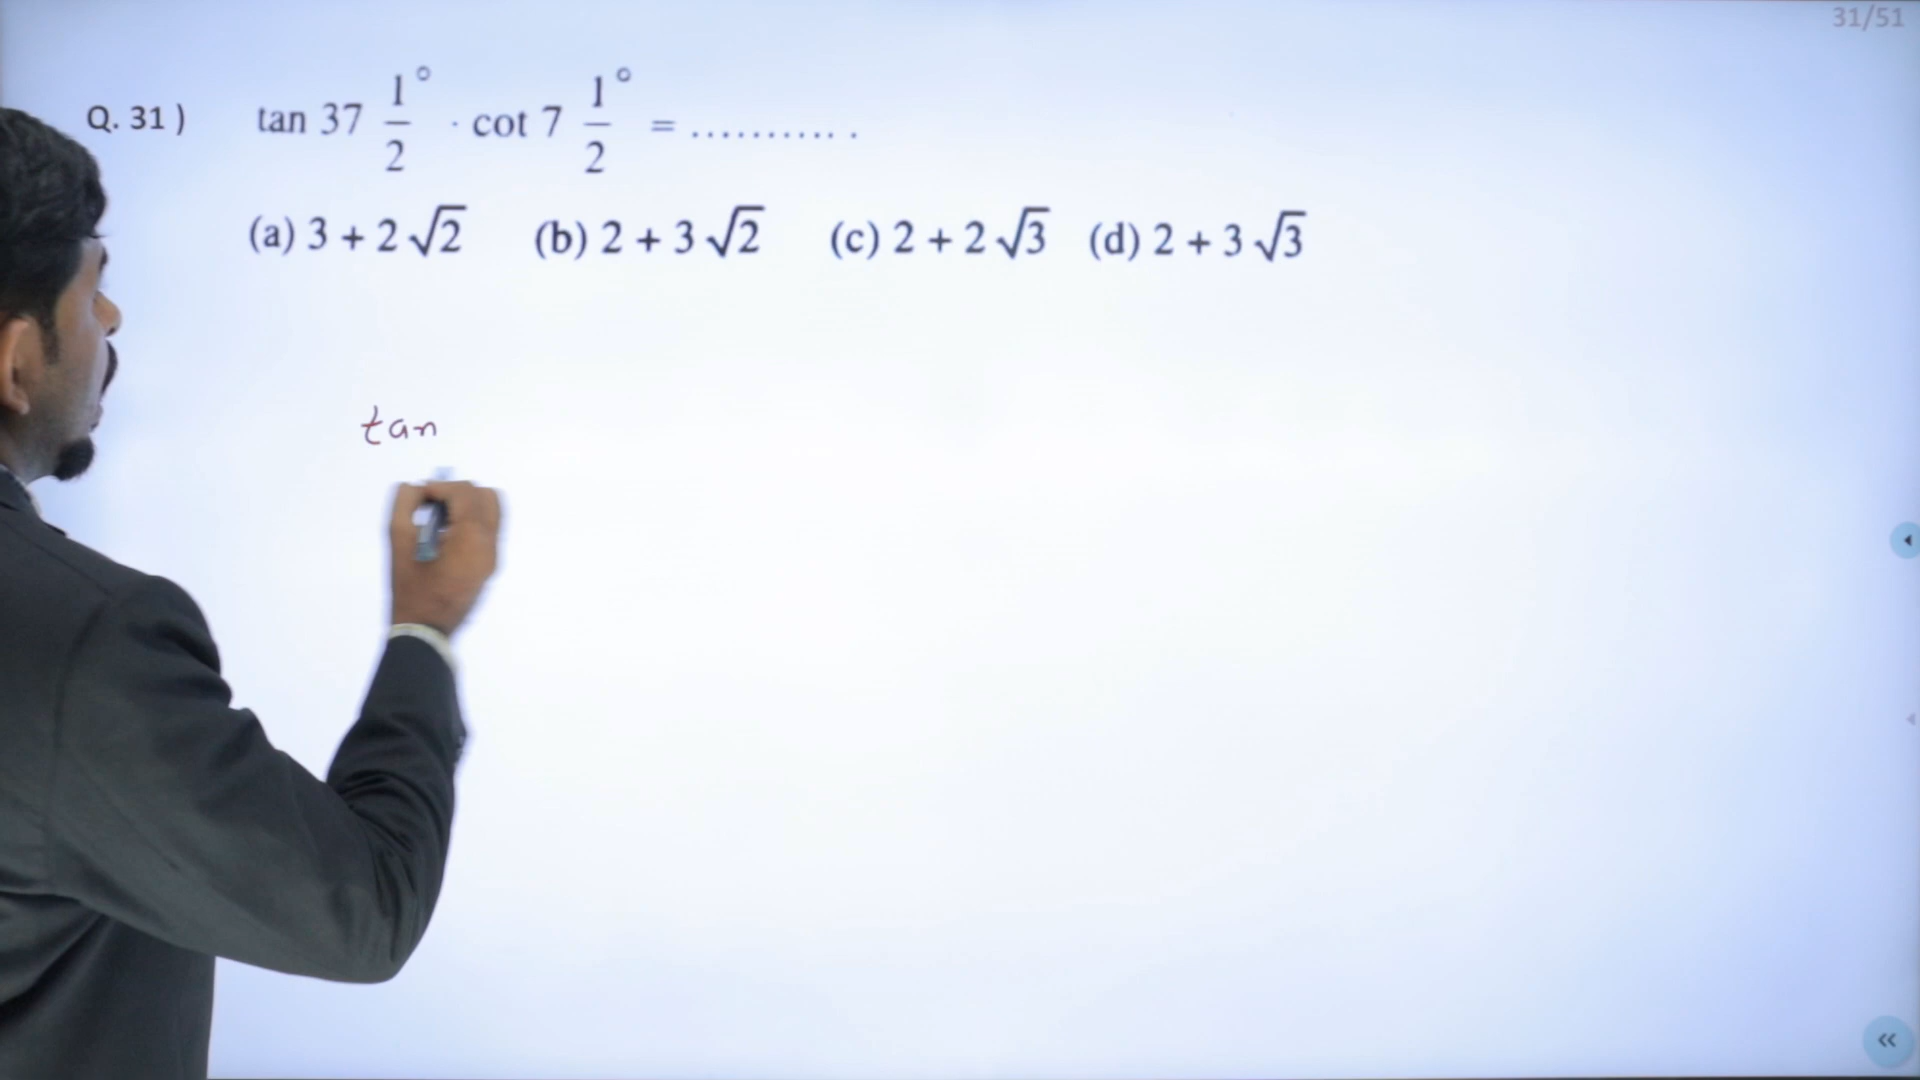 31/51
Q. 31 ) tan 37 1/2° · cot 7 1/2° = ........... .
(a) 3 + 2 √2 (b) 2 + 3 √2 (c) 2 + 2 √3 (d) 2 + 3 √3
tan